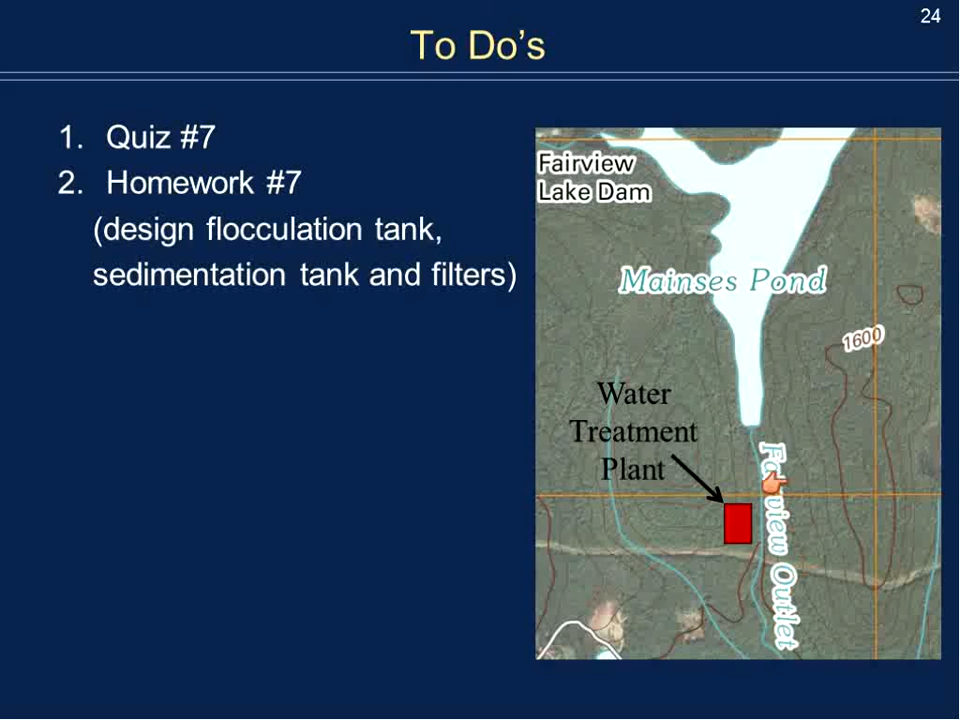 24
To Do's
1. Quiz #7
2. Homework #7
(design flocculation tank,
sedimentation tank and filters)
Fairview
Lake Dam
Mainses Pond
1600
Water
Treatment
Plant
Fairview Outlet